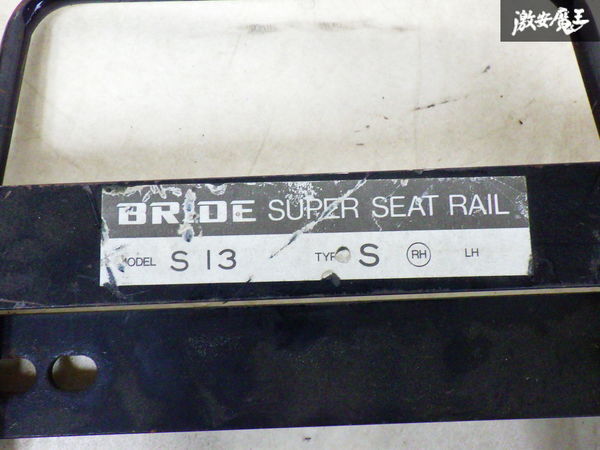 激安魔王
BRIDE SUPER SEAT RAIL
MODEL S13 TYPE S RH LH